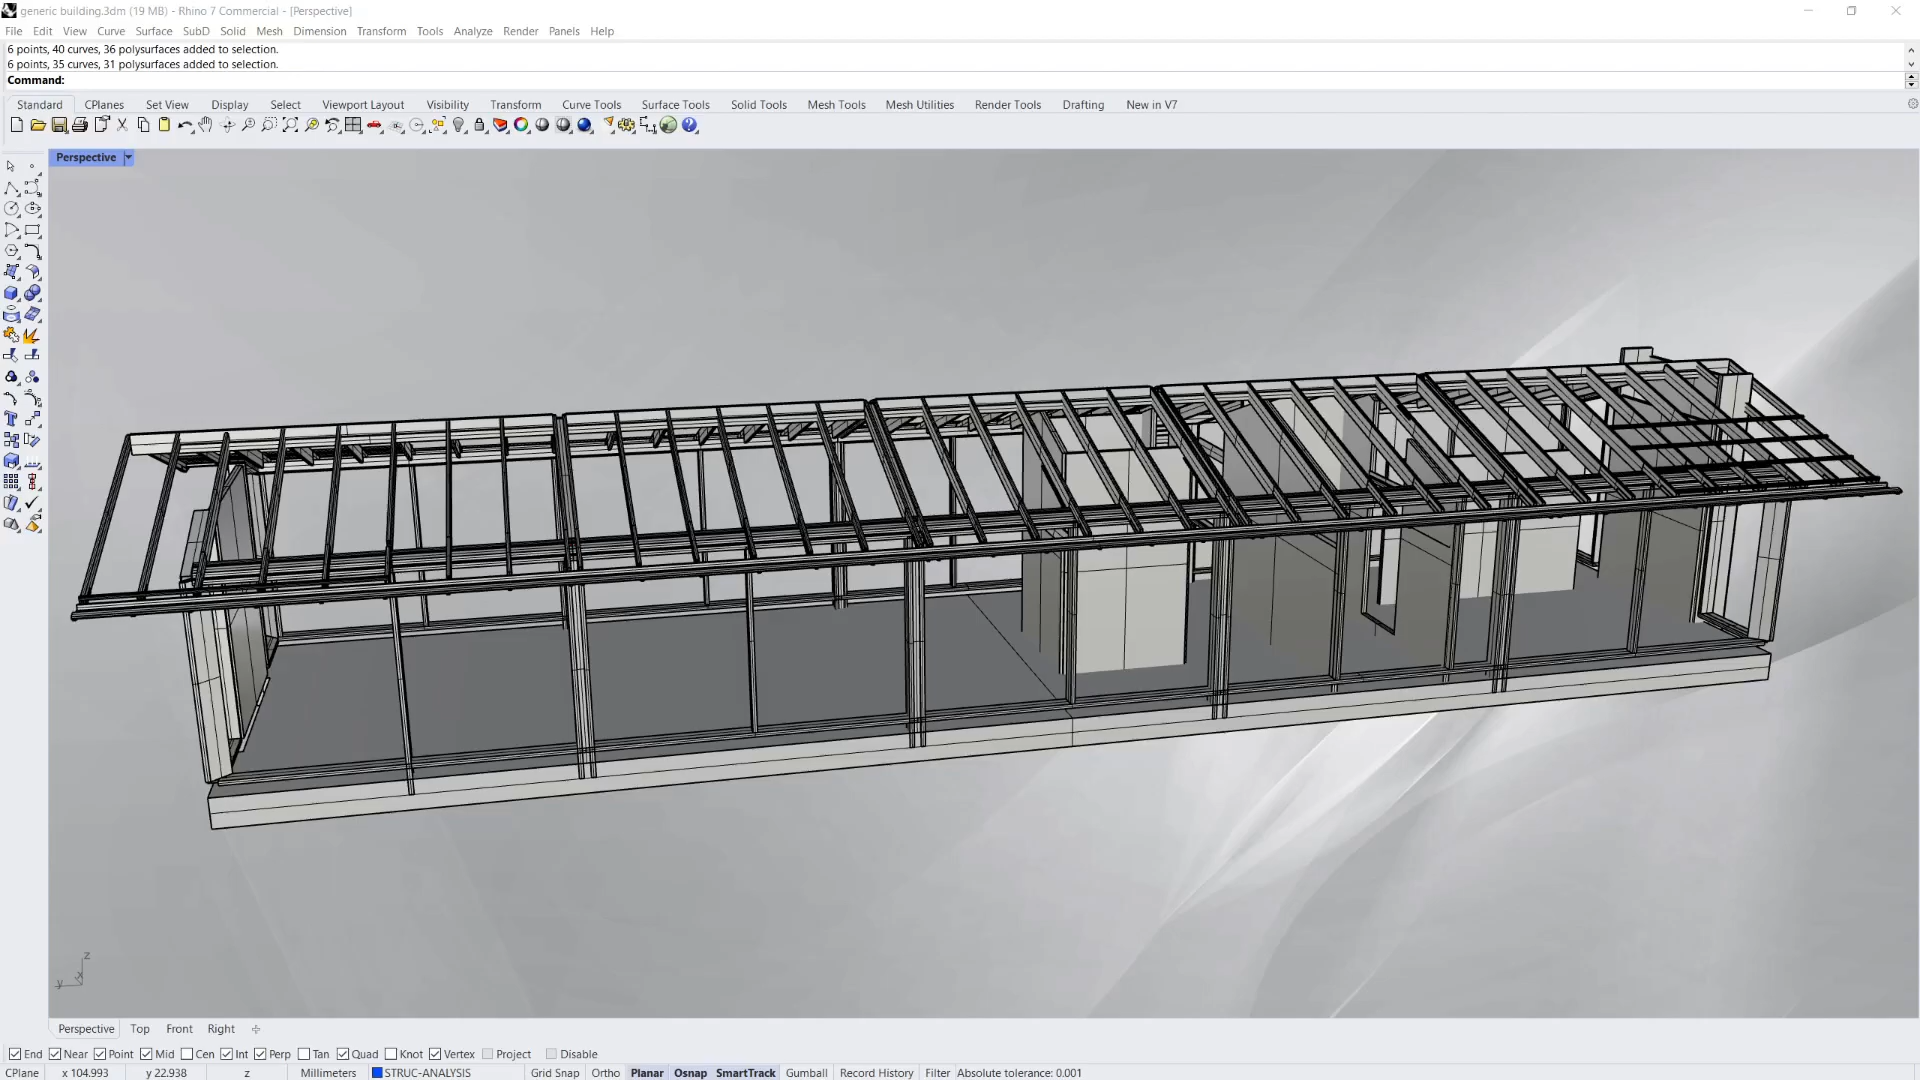 generic building.3dm (19 MB) - Rhino 7 Commercial - [Perspective]
File Edit View Curve Surface SubD Solid Mesh Dimension Transform Tools Analyze Render Panels Help
6 points, 40 curves, 36 polysurfaces added to selection.
6 points, 35 curves, 31 polysurfaces added to selection.
Command:
Standard CPlanes Set View Display Select Viewport Layout Visibility Transform Curve Tools Surface Tools Solid Tools Mesh Tools Mesh Utilities Render Tools Drafting New in V7
Perspective
z
x
y
Perspective Top Front Right
End Near Point Mid Cen Int Perp Tan Quad Knot Vertex Project Disable
CPlane x 104.993 y 22.938 z Millimeters STRUC-ANALYSIS Grid Snap Ortho Planar Osnap SmartTrack Gumball Record History Filter Absolute tolerance: 0.001